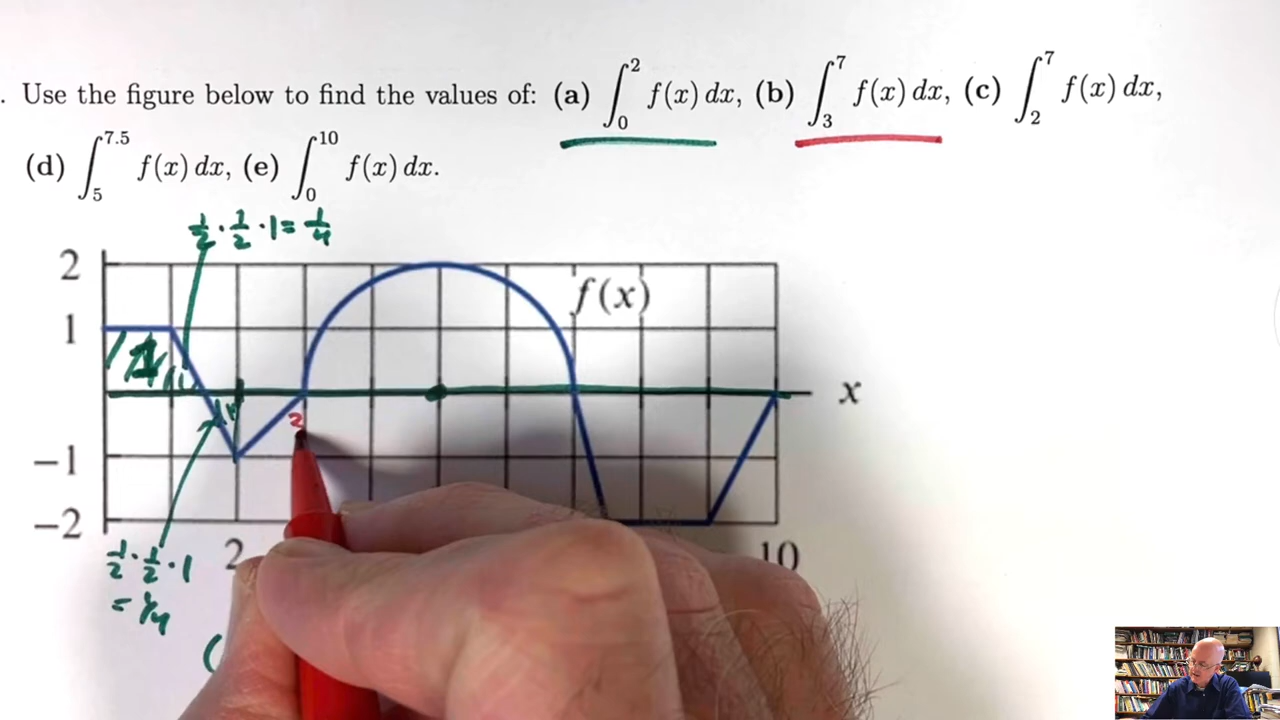 . Use the figure below to find the values of: (a) ∫₀² f(x) dx, (b) ∫₃⁷ f(x) dx, (c) ∫₂⁷ f(x) dx,
(d) ∫₅^7.5 f(x) dx, (e) ∫₀¹⁰ f(x) dx.
½ · ½ · 1 = ¼
2
f(x)
1
1
x
−1
−2
2
10
½ · ½ · 1
= ¼
(